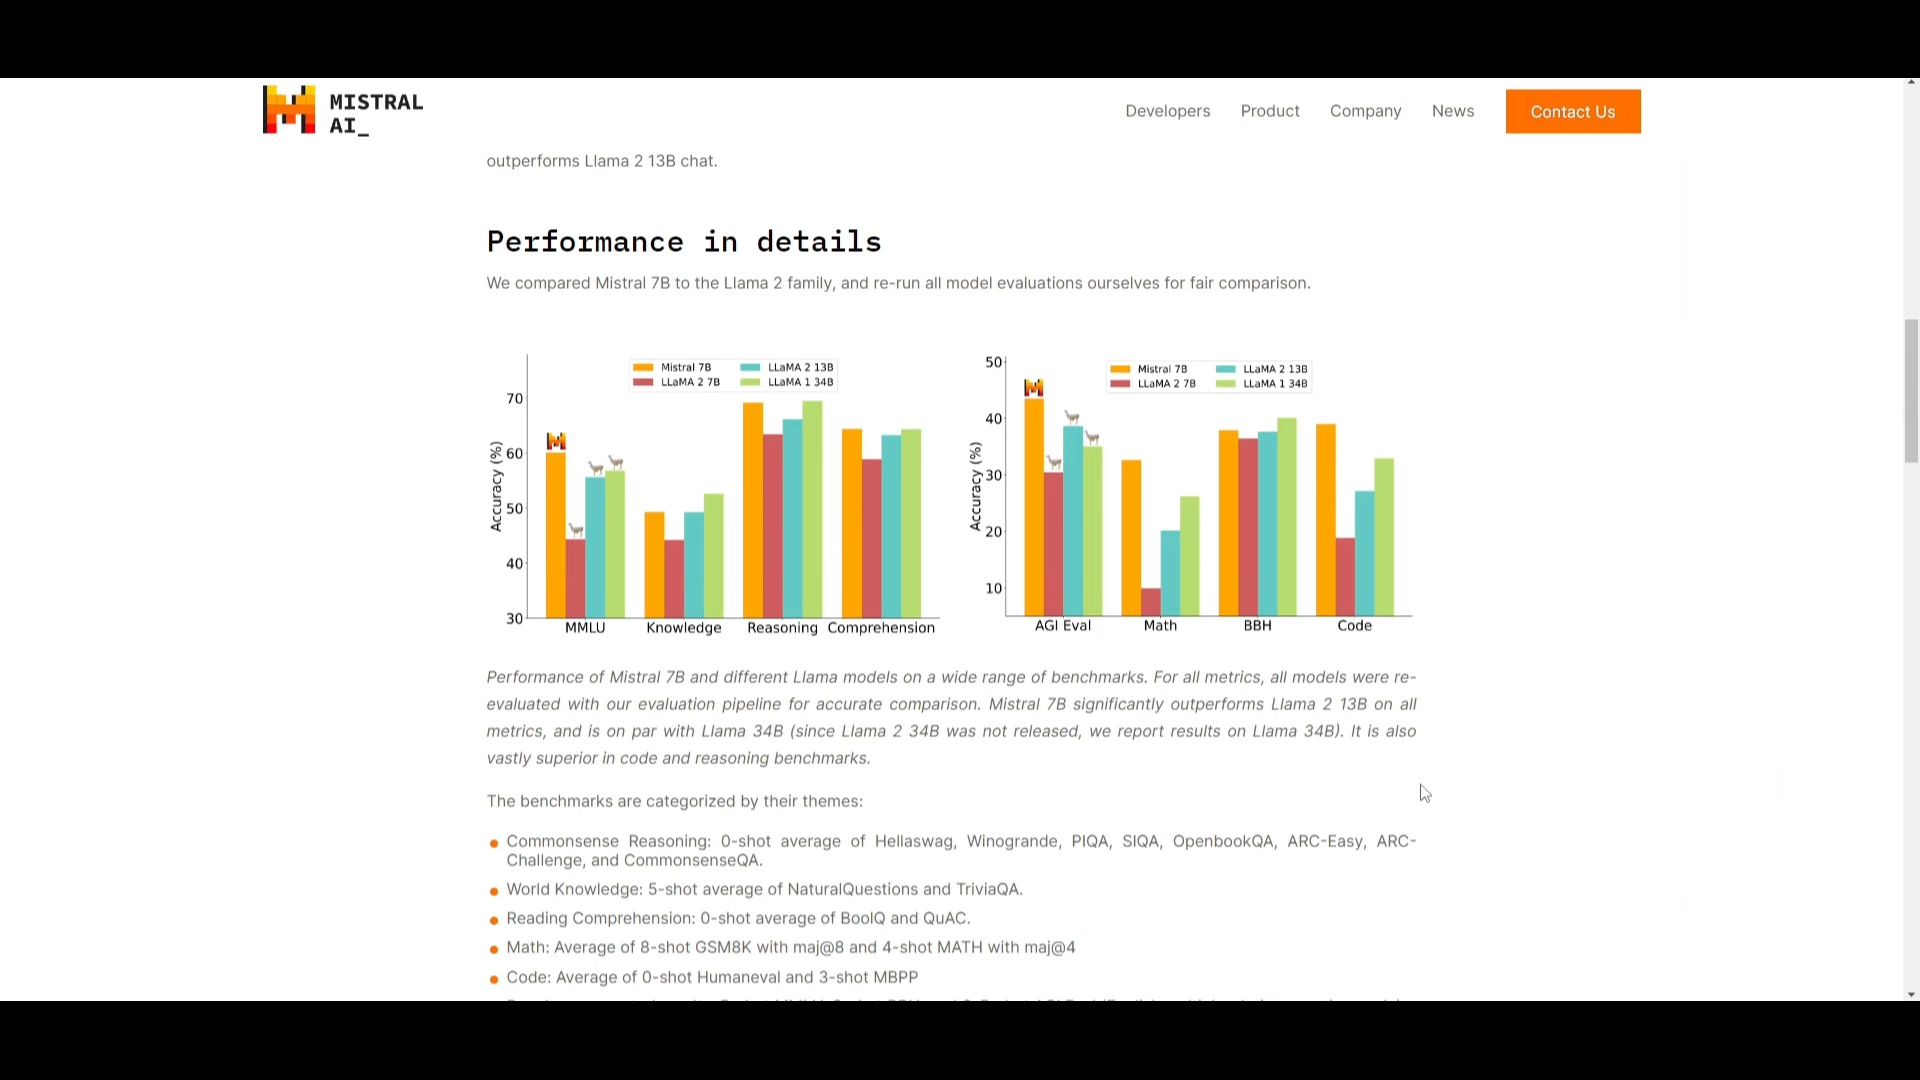 MISTRAL
AI_
Developers
Product
Company
News
Contact Us
outperforms Llama 2 13B chat.
Performance in details
We compared Mistral 7B to the Llama 2 family, and re-run all model evaluations ourselves for fair comparison.
Mistral 7B
LLaMA 2 13B
LLaMA 2 7B
LLaMA 1 34B
Accuracy (%)
70
60
50
40
30
MMLU
Knowledge
Reasoning
Comprehension
Mistral 7B
LLaMA 2 13B
LLaMA 2 7B
LLaMA 1 34B
Accuracy (%)
50
40
30
20
10
AGI Eval
Math
BBH
Code
Performance of Mistral 7B and different Llama models on a wide range of benchmarks. For all metrics, all models were re-
evaluated with our evaluation pipeline for accurate comparison. Mistral 7B significantly outperforms Llama 2 13B on all
metrics, and is on par with Llama 34B (since Llama 2 34B was not released, we report results on Llama 34B). It is also
vastly superior in code and reasoning benchmarks.
The benchmarks are categorized by their themes:
Commonsense Reasoning: 0-shot average of Hellaswag, Winogrande, PIQA, SIQA, OpenbookQA, ARC-Easy, ARC-
Challenge, and CommonsenseQA.
World Knowledge: 5-shot average of NaturalQuestions and TriviaQA.
Reading Comprehension: 0-shot average of BoolQ and QuAC.
Math: Average of 8-shot GSM8K with maj@8 and 4-shot MATH with maj@4
Code: Average of 0-shot Humaneval and 3-shot MBPP